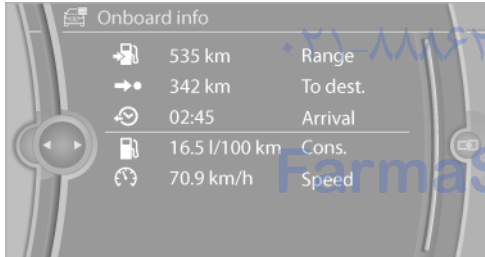 Onboard info
535 km Range
342 km To dest.
02:45 Arrival
16.5 l/100 km Cons.
70.9 km/h Speed
FarmaS